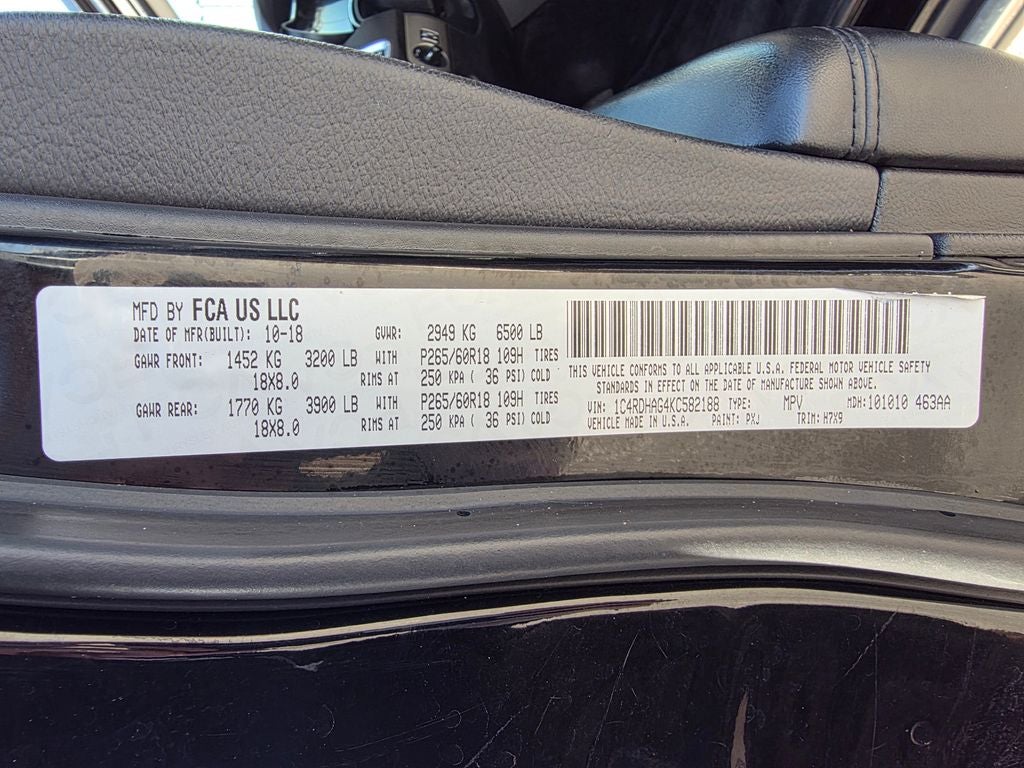 MFD BY FCA US LLC
DATE OF MFR(BUILT): 10-18 GVWR: 2949 KG 6500 LB
GAWR FRONT: 1452 KG 3200 LB WITH P265/60R18 109H TIRES
18X8.0 RIMS AT 250 KPA ( 36 PSI) COLD
GAWR REAR: 1770 KG 3900 LB WITH P265/60R18 109H TIRES
18X8.0 RIMS AT 250 KPA ( 36 PSI) COLD
THIS VEHICLE CONFORMS TO ALL APPLICABLE U.S.A. FEDERAL MOTOR VEHICLE SAFETY
STANDARDS IN EFFECT ON THE DATE OF MANUFACTURE SHOWN ABOVE.
VIN: 1C4RDHAG4KC582188 TYPE: MPV MDH:101010 463AA
VEHICLE MADE IN U.S.A. PAINT: PXJ TRIM: H7X9